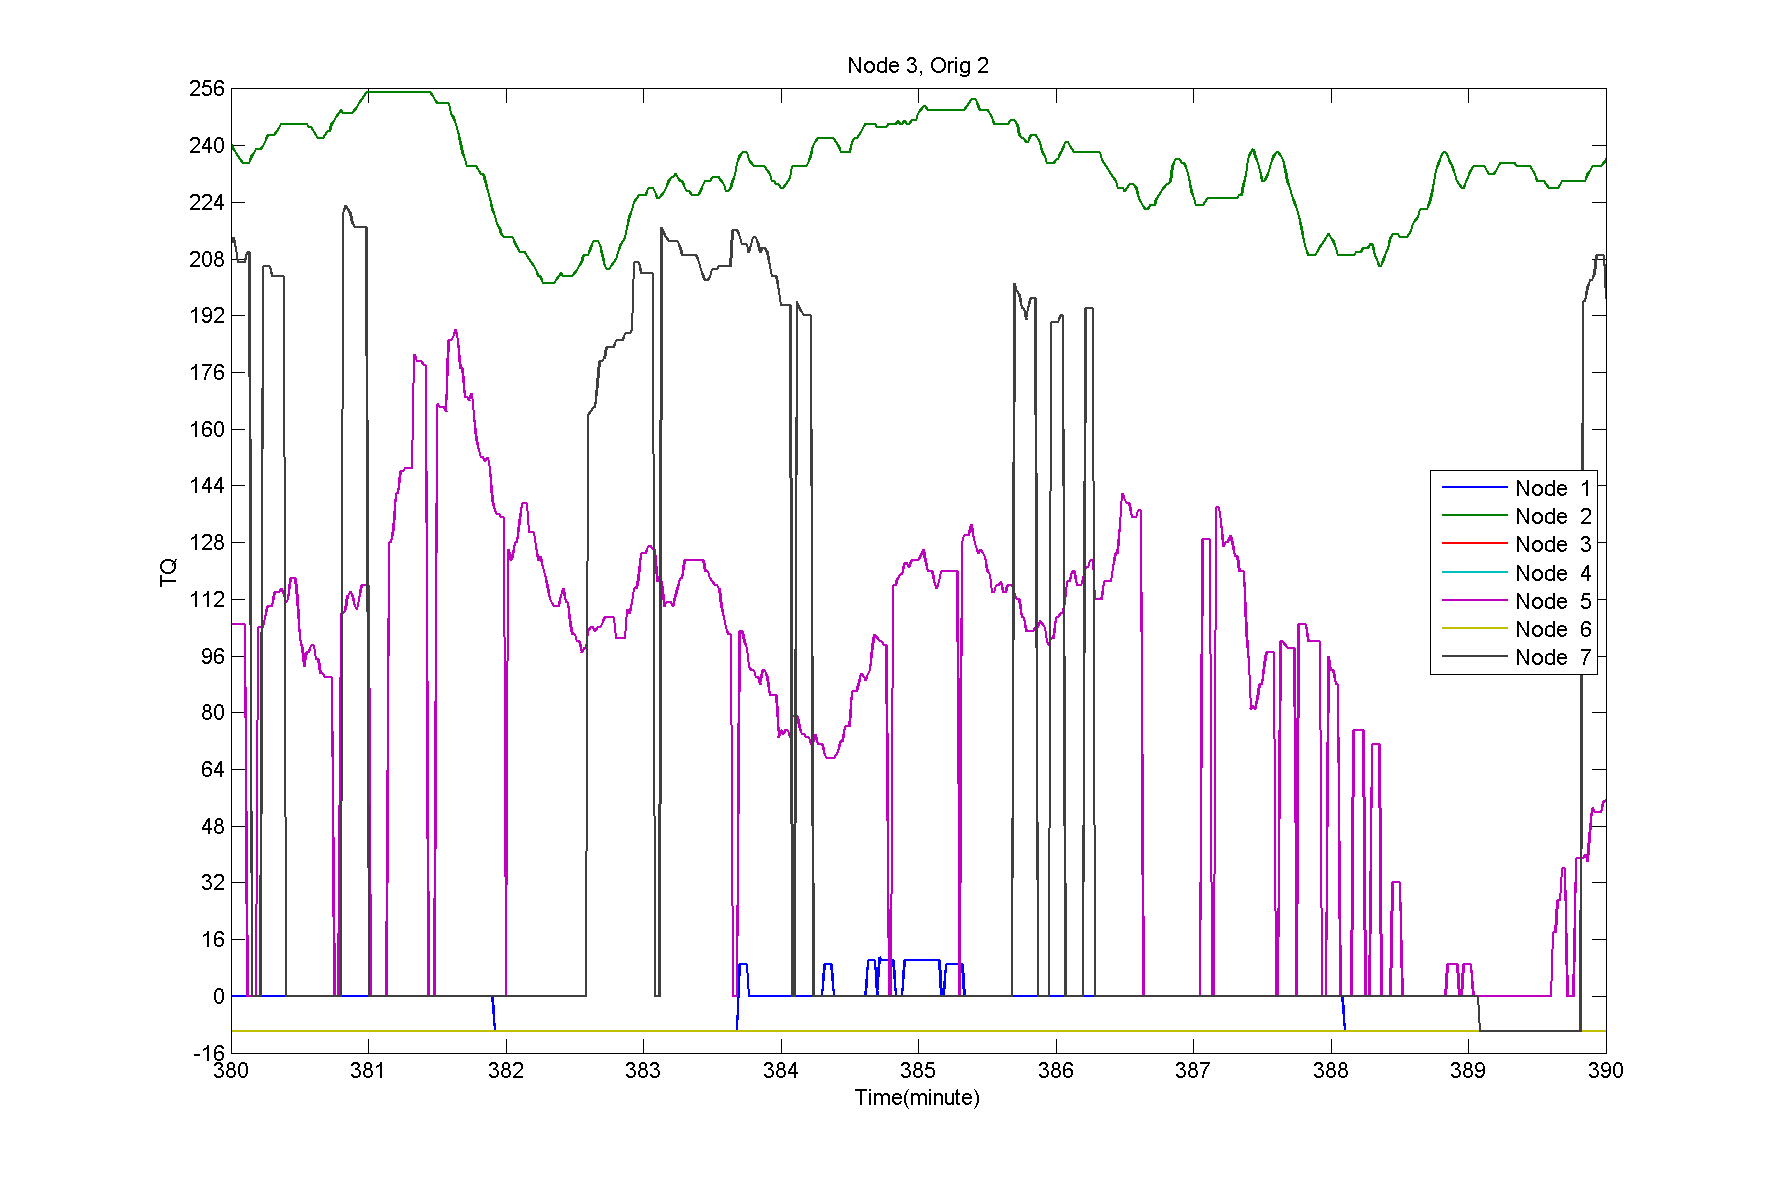 Node 3, Orig 2
256
240
224
208
192
176
160
144
128
112
96
80
64
48
32
16
0
-16
TQ
Node 1
Node 2
Node 3
Node 4
Node 5
Node 6
Node 7
380 381 382 383 384 385 386 387 388 389 390
Time(minute)